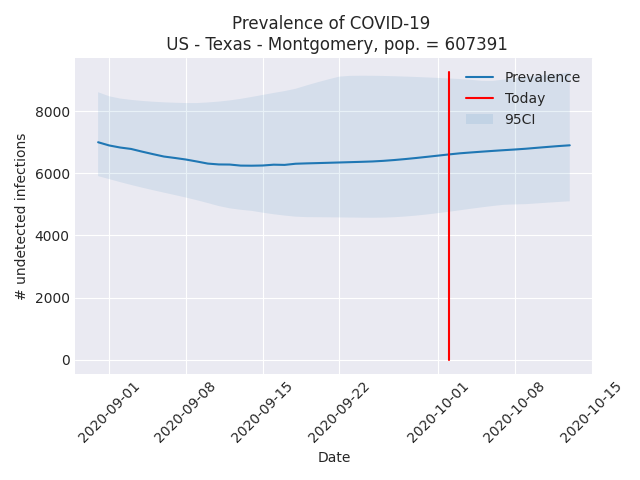 Prevalence of COVID-19
US - Texas - Montgomery, pop. = 607391
Prevalence
Today
95CI
# undetected infections
8000
6000
4000
2000
0
2020-09-01
2020-09-08
2020-09-15
2020-09-22
2020-10-01
2020-10-08
2020-10-15
Date